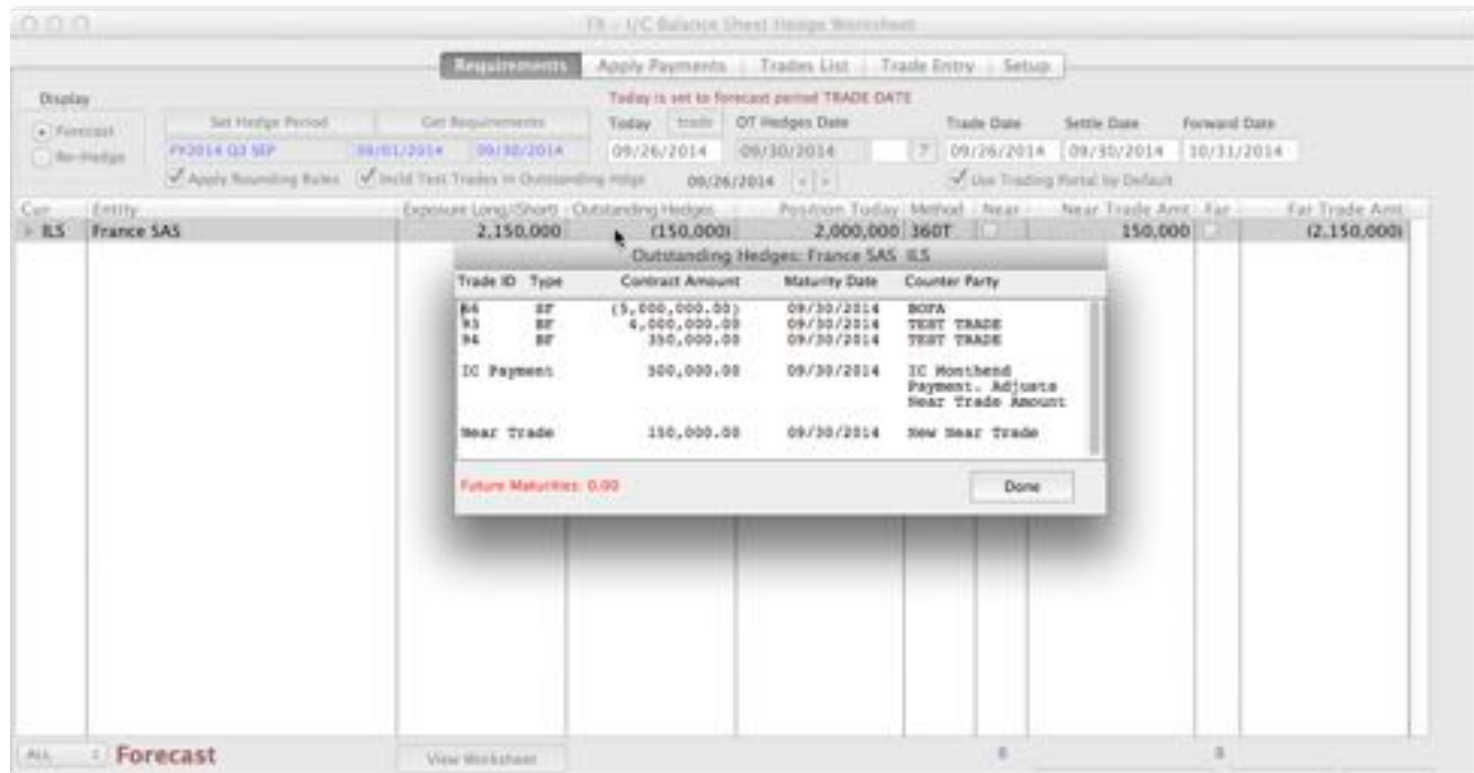 FX - I/C Balance Sheet Hedge Worksheet
Requirements Apply Payments Trades List Trade Entry Setup
Today is set to forecast period TRADE DATE
Display
Forecast
Re-Hedge
Set Hedge Period Get Requirements Today trade OT Hedges Date Trade Date Settle Date Forward Date
FY2014 Q3 SEP 09/01/2014 09/30/2014 09/26/2014 09/30/2014 ? 09/26/2014 09/30/2014 10/31/2014
Apply Rounding Rules Incld Test Trades in Outstanding Hdge 09/26/2014 < > Use Trading Portal by Default
Cur Entity Exposure Long/(Short) Outstanding Hedges Position Today Method Near Near Trade Amt Far Far Trade Amt
ILS France SAS 2,150,000 (150,000) 2,000,000 360T 150,000 (2,150,000)
Outstanding Hedges: France SAS ILS
Trade ID Type Contract Amount Maturity Date Counter Party
SF (5,000,000.00) 09/30/2014 BOFA
93 BF 4,000,000.00 09/30/2014 TEST TRADE
94 BF 350,000.00 09/30/2014 TEST TRADE
IC Payment 500,000.00 09/30/2014 IC Monthend
Payment. Adjusts
Near Trade Amount
Near Trade 150,000.00 09/30/2014 New Near Trade
Future Maturities: 0.00
Done
ALL Forecast View Worksheet